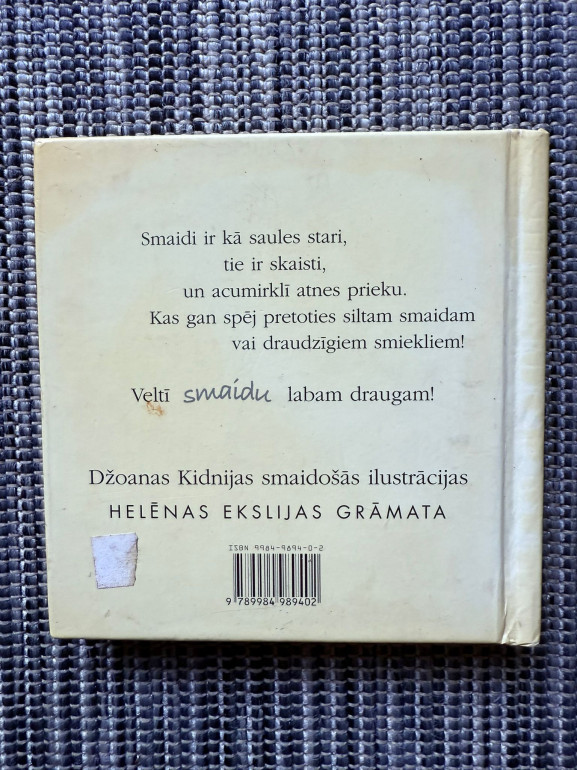 Smaidi ir kā saules stari,
tie ir skaisti,
un acumirklī atnes prieku.
Kas gan spēj pretoties siltam smaidam
vai draudzīgiem smiekliem!
Veltī smaidu labam draugam!
Džoanas Kidnijas smaidošās ilustrācijas
HELĒNAS EKSLIJAS GRĀMATA
ISBN 9984-9894-0-2
9 789984 989402